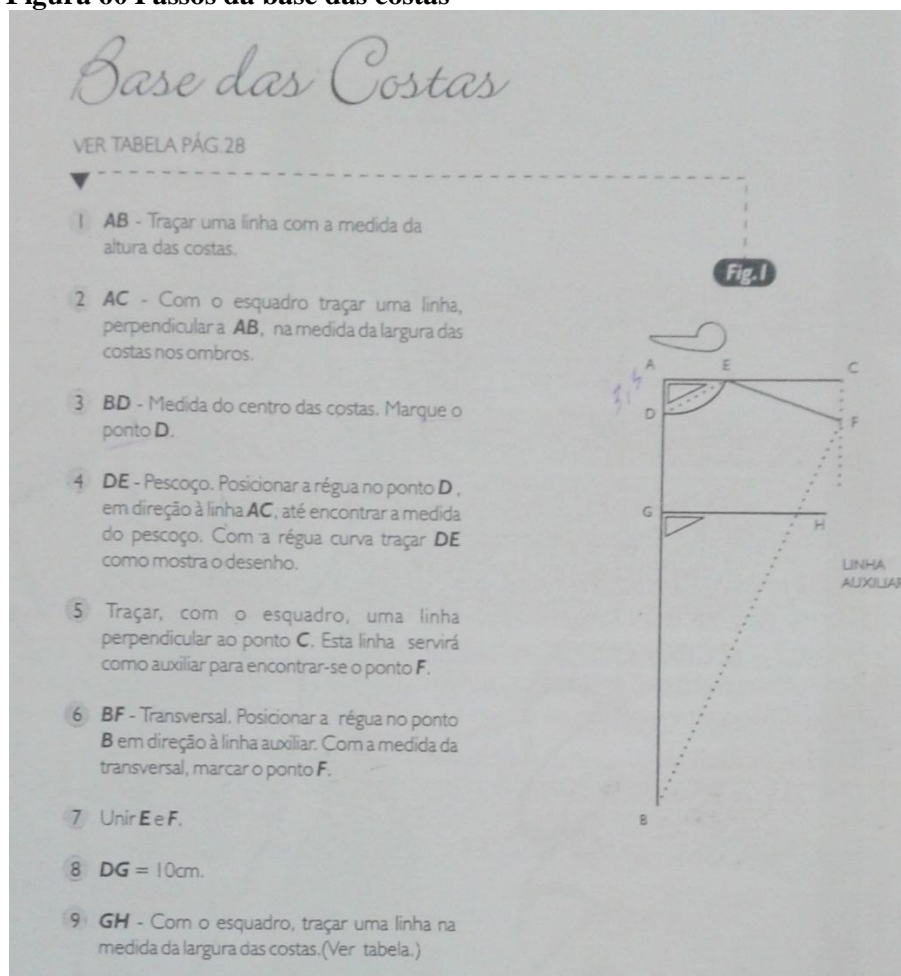 Figura 60 Passos da base das costas
Base das Costas
VER TABELA PÁG.28
1 AB - Traçar uma linha com a medida da
altura das costas.
2 AC - Com o esquadro traçar uma linha,
perpendicular a AB, na medida da largura das
costas nos ombros.
3 BD - Medida do centro das costas. Marque o
ponto D.
4 DE - Pescoço. Posicionar a régua no ponto D,
em direção à linha AC, até encontrar a medida
do pescoço. Com a régua curva traçar DE
como mostra o desenho.
5 Traçar, com o esquadro, uma linha
perpendicular ao ponto C. Esta linha servirá
como auxiliar para encontrar-se o ponto F.
6 BF - Transversal. Posicionar a régua no ponto
B em direção à linha auxiliar. Com a medida da
transversal, marcar o ponto F.
7 Unir E e F.
8 DG = 10cm.
9 GH - Com o esquadro, traçar uma linha na
medida da largura das costas.(Ver tabela.)
Fig.1
A E C
D F
G H
LINHA
AUXILIAR
B